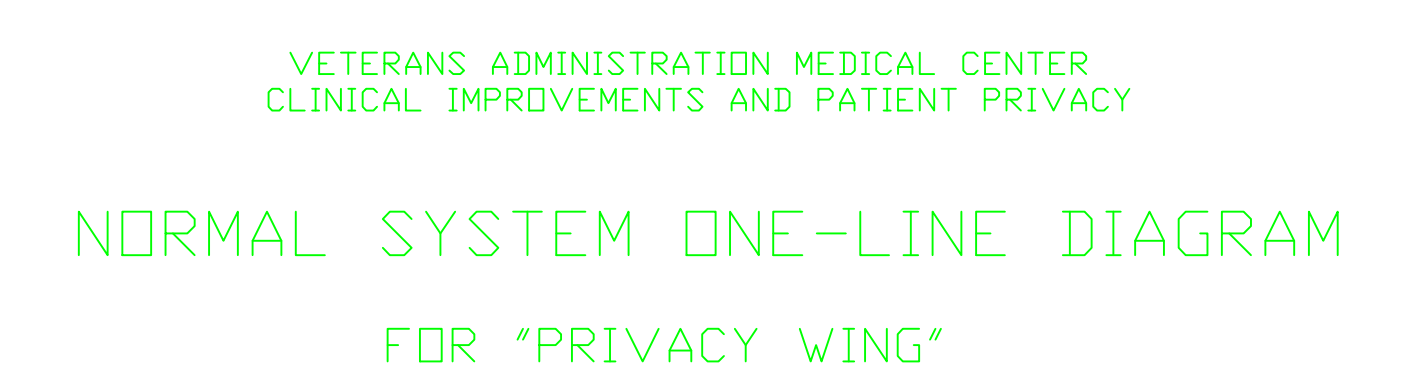 VETERANS ADMINISTRATION MEDICAL CENTER
CLINICAL IMPROVEMENTS AND PATIENT PRIVACY
NORMAL SYSTEM ONE-LINE DIAGRAM
FOR "PRIVACY WING"